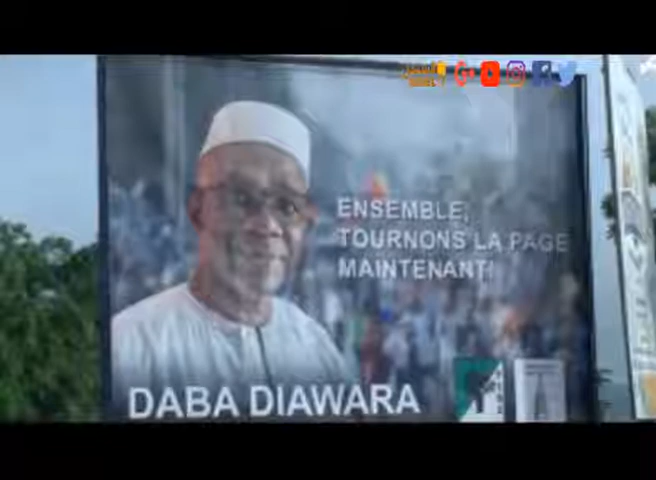 ENSEMBLE,
TOURNONS LA PAGE
MAINTENANT!
DABA DIAWARA